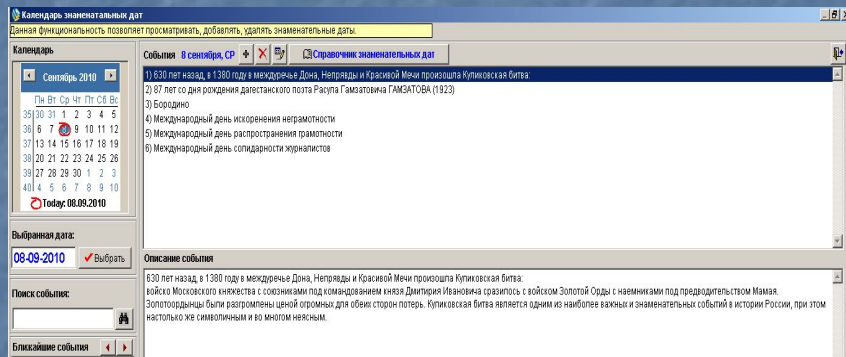 Календарь знаменатальных дат
Данная функциональность позволяет просматривать, добавлять, удалять знаменательные даты.
Календарь
Сентябрь 2010
Пн Вт Ср Чт Пт Сб Вс
35 30 31 1 2 3 4 5
36 6 7 8 9 10 11 12
37 13 14 15 16 17 18 19
38 20 21 22 23 24 25 26
39 27 28 29 30 1 2 3
40 4 5 6 7 8 9 10
Today: 08.09.2010
Выбранная дата:
08-09-2010 Выбрать
Поиск события:
Ближайшие события
События 8 сентября, СР Справочник знаменательных дат
1) 630 лет назад, в 1380 году в междуречье Дона, Непрядвы и Красивой Мечи произошла Куликовская битва:
2) 87 лет со дня рождения дагестанского поэта Расула Гамзатовича ГАМЗАТОВА (1923)
3) Бородино
4) Международный день искоренения неграмотности
5) Международный день распространения грамотности
6) Международный день солидарности журналистов
Описание события
630 лет назад, в 1380 году в междуречье Дона, Непрядвы и Красивой Мечи произошла Куликовская битва:
войско Московского княжества с союзниками под командованием князя Дмитирия Ивановича сразилось с войском Золотой Орды с наемниками под предводительством Мамая.
Золотоордынцы были разгромлены ценой огромных для обеих сторон потерь. Куликовская битва является одним из наиболее важных и знаменательных событий в истории России, при этом
настолько же символичным и во многом неясным.